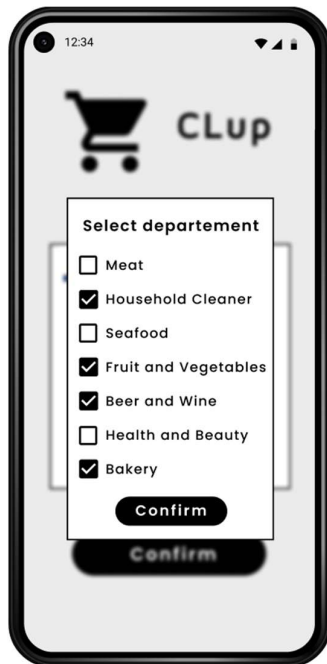 12:34
CLup
Select departement
Meat
Household Cleaner
Seafood
Fruit and Vegetables
Beer and Wine
Health and Beauty
Bakery
Confirm
Confirm